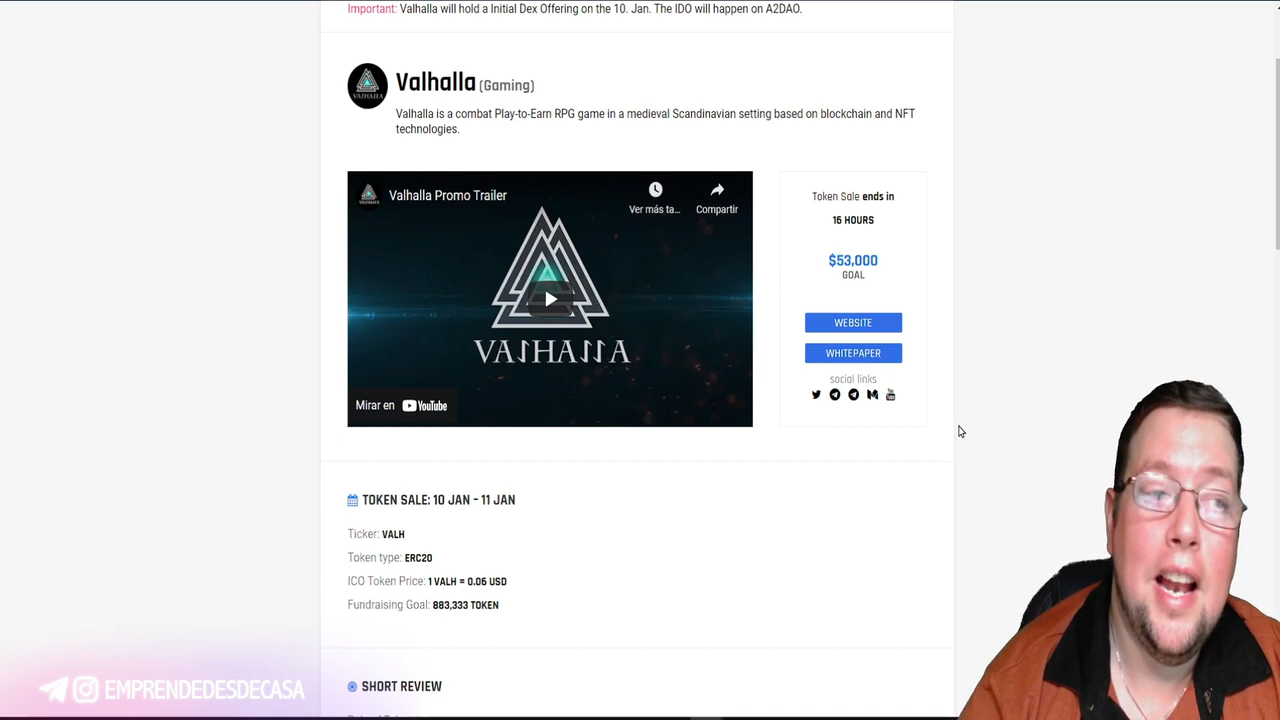 Important: Valhalla will hold a Initial Dex Offering on the 10. Jan. The IDO will happen on A2DAO.
Valhalla (Gaming)
Valhalla is a combat Play-to-Earn RPG game in a medieval Scandinavian setting based on blockchain and NFT
technologies.
Valhalla Promo Trailer
Ver más ta...
Compartir
VALHALLA
Mirar en YouTube
Token Sale ends in
16 HOURS
$53,000
GOAL
WEBSITE
WHITEPAPER
social links
TOKEN SALE: 10 JAN - 11 JAN
Ticker: VALH
Token type: ERC20
ICO Token Price: 1 VALH = 0.06 USD
Fundraising Goal: 883,333 TOKEN
SHORT REVIEW
EMPRENDEDESDECASA